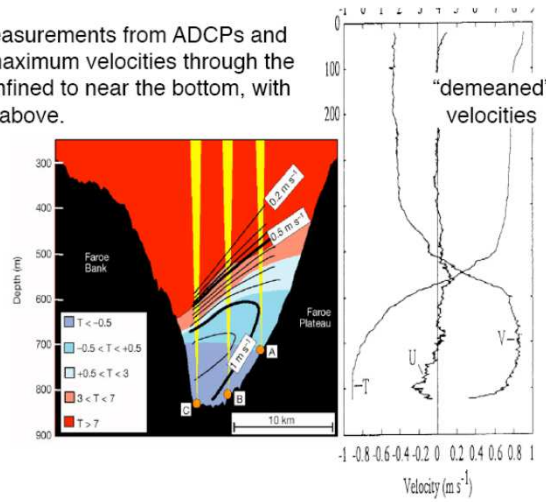 easurements from ADCPs and
naximum velocities through the
nfined to near the bottom, with
above.
"demeaned"
velocities
0
100
200
300
400
500
600
700
800
900
Depth (m)
Faroe
Bank
Faroe
Plateau
0.2 m s⁻¹
0.5 m s⁻¹
1 m s⁻¹
A
B
C
T < -0.5
-0.5 < T < +0.5
+0.5 < T < 3
3 < T < 7
T > 7
10 km
U
V
T
-1 -0.8 -0.6 -0.4 -0.2 0 0.2 0.4 0.6 0.8 1
Velocity (m s⁻¹)